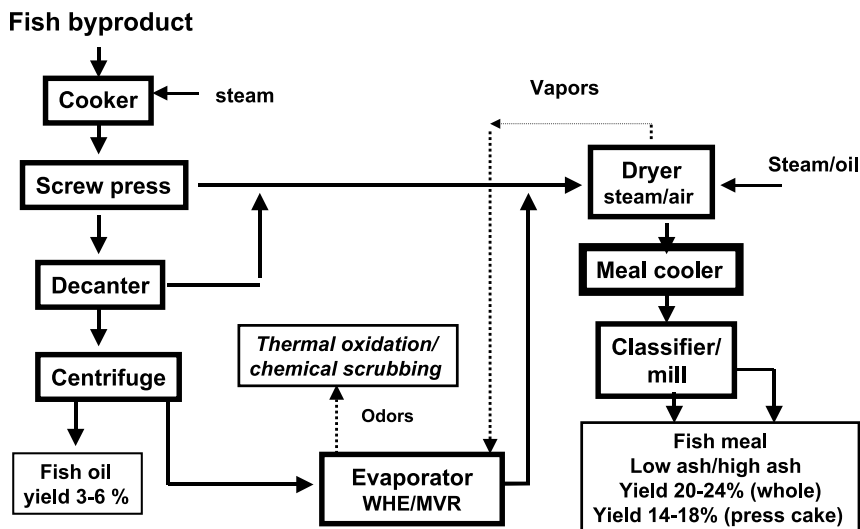 Fish byproduct
Cooker
steam
Vapors
Screw press
Dryer
steam/air
Steam/oil
Decanter
Meal cooler
Thermal oxidation/
chemical scrubbing
Classifier/
mill
Centrifuge
Odors
Fish oil
yield 3-6 %
Evaporator
WHE/MVR
Fish meal
Low ash/high ash
Yield 20-24% (whole)
Yield 14-18% (press cake)